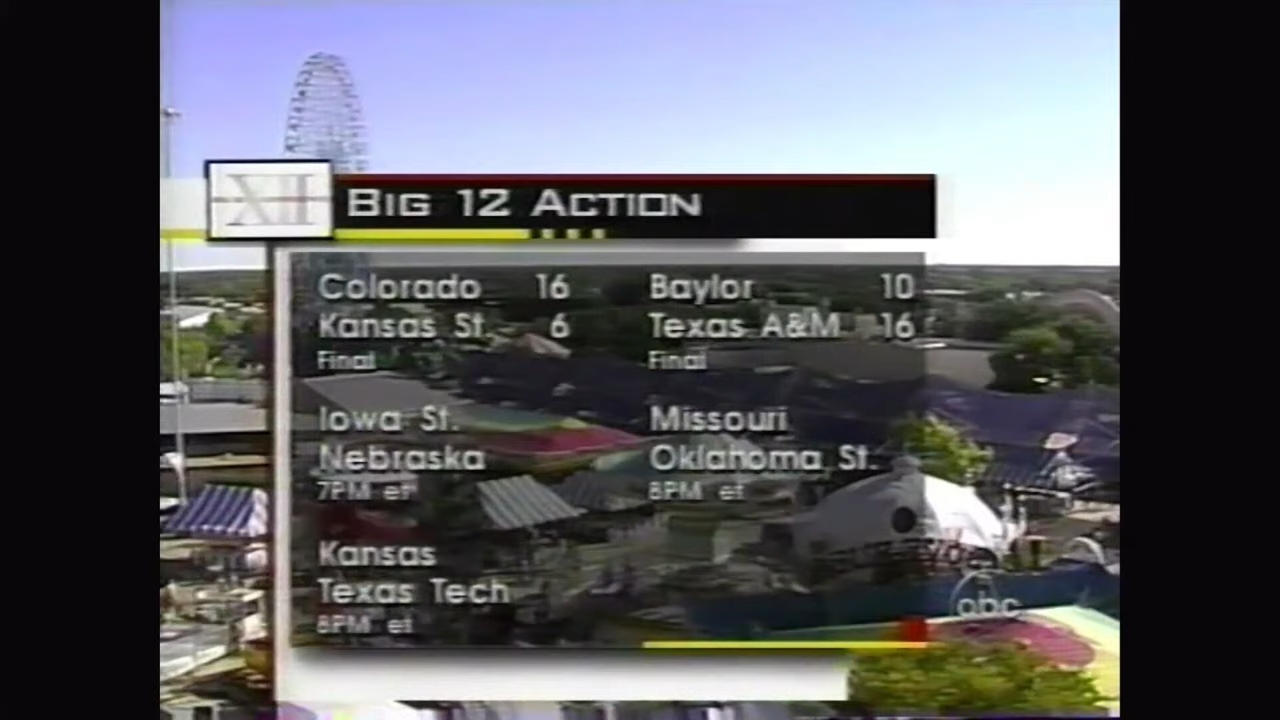 XII
Big 12 Action
Colorado 16
Kansas St. 6
Final
Baylor 10
Texas A&M 16
Final
Iowa St.
Nebraska
7PM et
Missouri
Oklahoma St.
8PM et
Kansas
Texas Tech
8PM et
abc